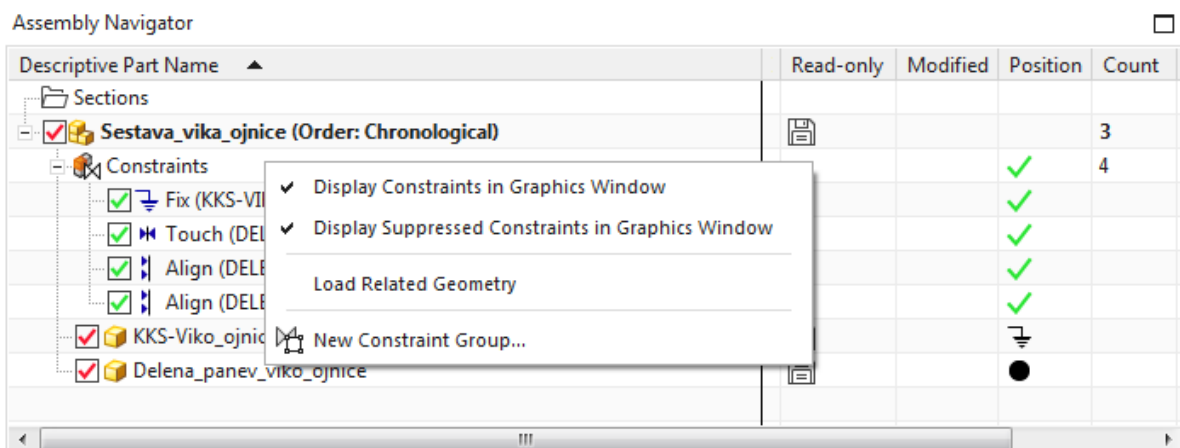 Assembly Navigator
Descriptive Part Name Read-only Modified Position Count
Sections
Sestava_vika_ojnice (Order: Chronological) 3
Constraints 4
Display Constraints in Graphics Window
Fix (KKS-VII
Display Suppressed Constraints in Graphics Window
Touch (DEL
Align (DELE
Load Related Geometry
Align (DELE
KKS-Viko_ojnic
New Constraint Group...
Delena_panev_viko_ojnice